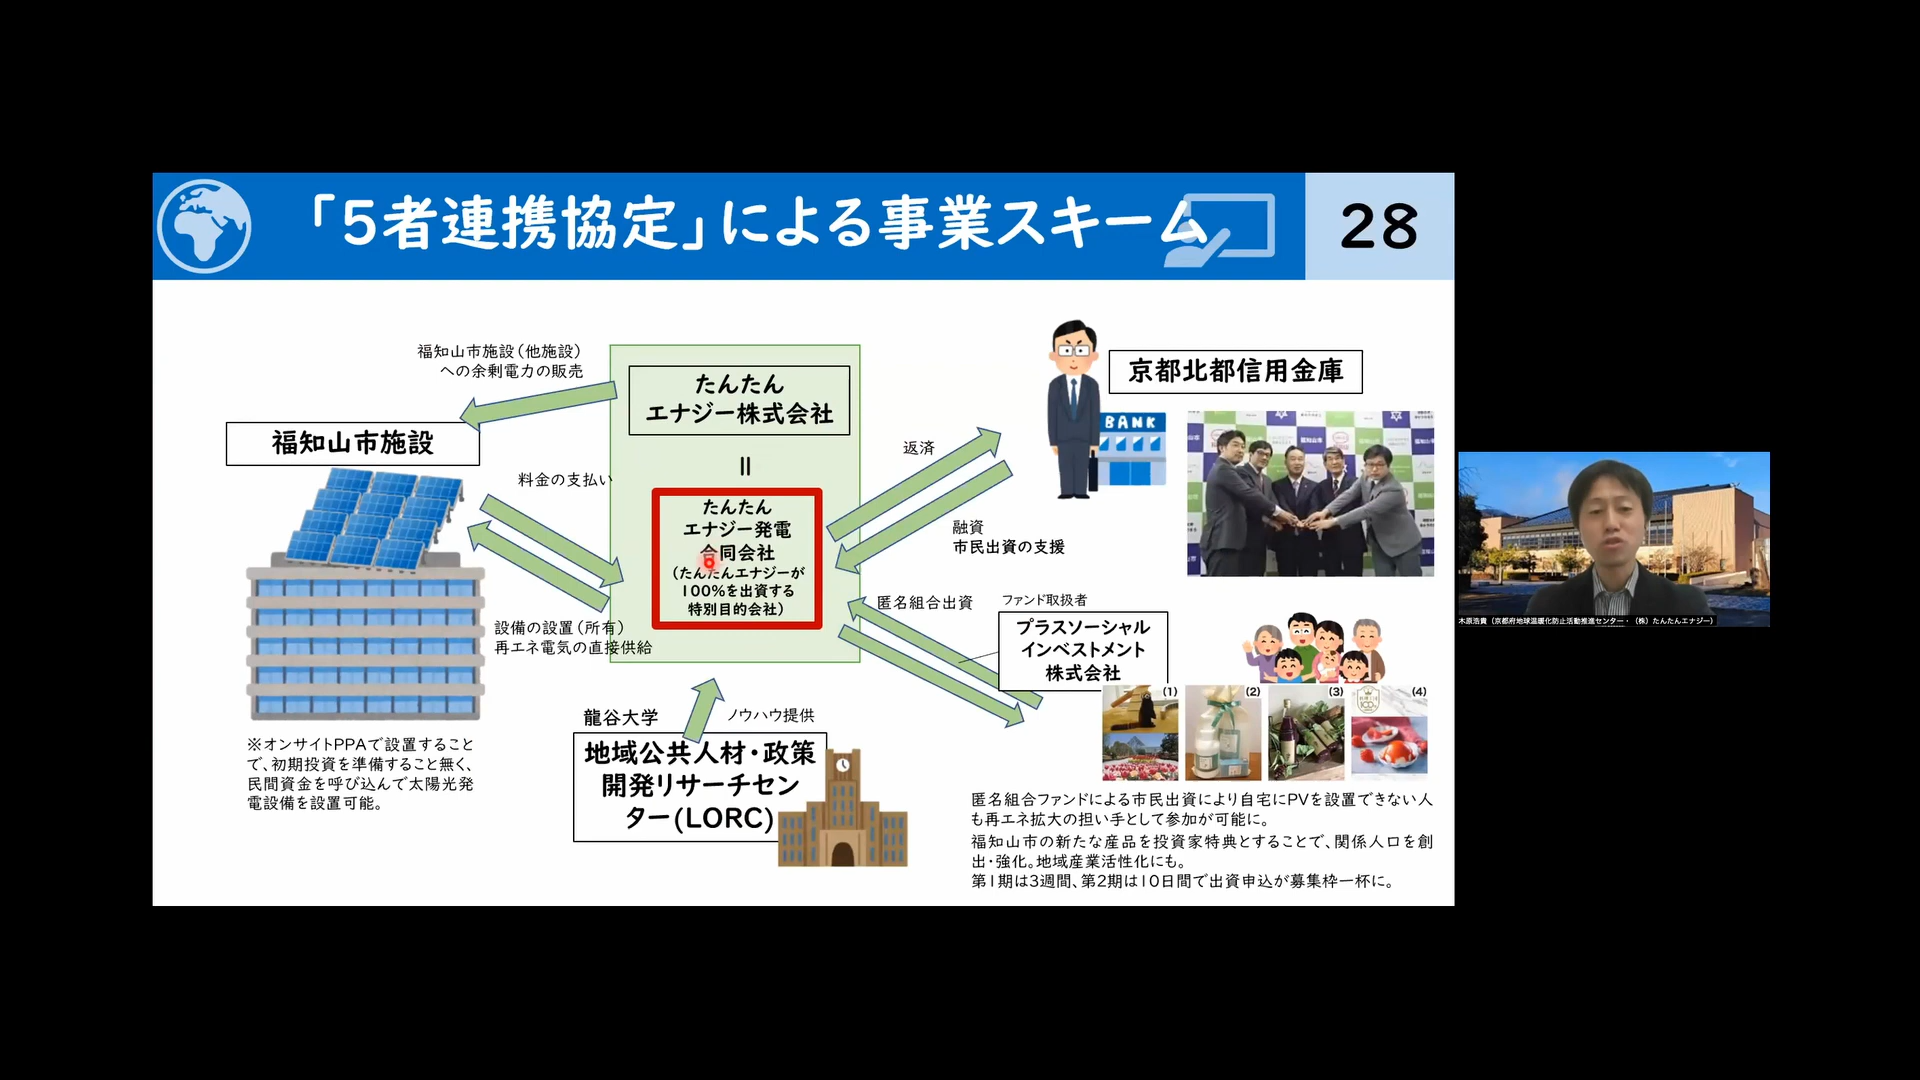 「5者連携協定」による事業スキーム
28
福知山市施設(他施設)
への余剰電力の販売
たんたん
エナジー株式会社
福知山市施設
料金の支払い
たんたん
エナジー発電
合同会社
(たんたんエナジーが
100%を出資する
特別目的会社)
設備の設置(所有)
再エネ電気の直接供給
返済
融資
市民出資の支援
京都北都信用金庫
BANK
匿名組合出資
ファンド取扱者
プラスソーシャル
インベストメント
株式会社
龍谷大学
ノウハウ提供
地域公共人材・政策
開発リサーチセン
ター(LORC)
※オンサイトPPAで設置すること
で、初期投資を準備すること無く、
民間資金を呼び込んで太陽光発
電設備を設置可能。
(1)
(2)
(3)
(4)
匿名組合ファンドによる市民出資により自宅にPVを設置できない人
も再エネ拡大の担い手として参加が可能に。
福知山市の新たな産品を投資家特典とすることで、関係人口を創
出・強化。地域産業活性化にも。
第1期は3週間、第2期は10日間で出資申込が募集枠一杯に。
木原浩貴(京都府地球温暖化防止活動推進センター・(株)たんたんエナジー)